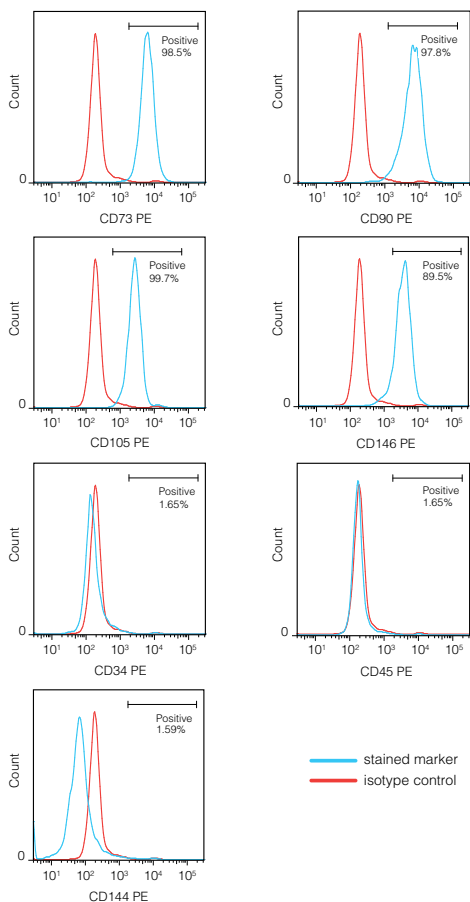 Positive
98.5%
Count
0
10¹ 10² 10³ 10⁴ 10⁵
CD73 PE
Positive
97.8%
Count
0
10¹ 10² 10³ 10⁴ 10⁵
CD90 PE
Positive
99.7%
Count
0
10¹ 10² 10³ 10⁴ 10⁵
CD105 PE
Positive
89.5%
Count
0
10¹ 10² 10³ 10⁴ 10⁵
CD146 PE
Positive
1.65%
Count
0
10¹ 10² 10³ 10⁴ 10⁵
CD34 PE
Positive
1.65%
Count
0
10¹ 10² 10³ 10⁴ 10⁵
CD45 PE
Positive
1.59%
Count
0
10¹ 10² 10³ 10⁴ 10⁵
CD144 PE
stained marker
isotype control